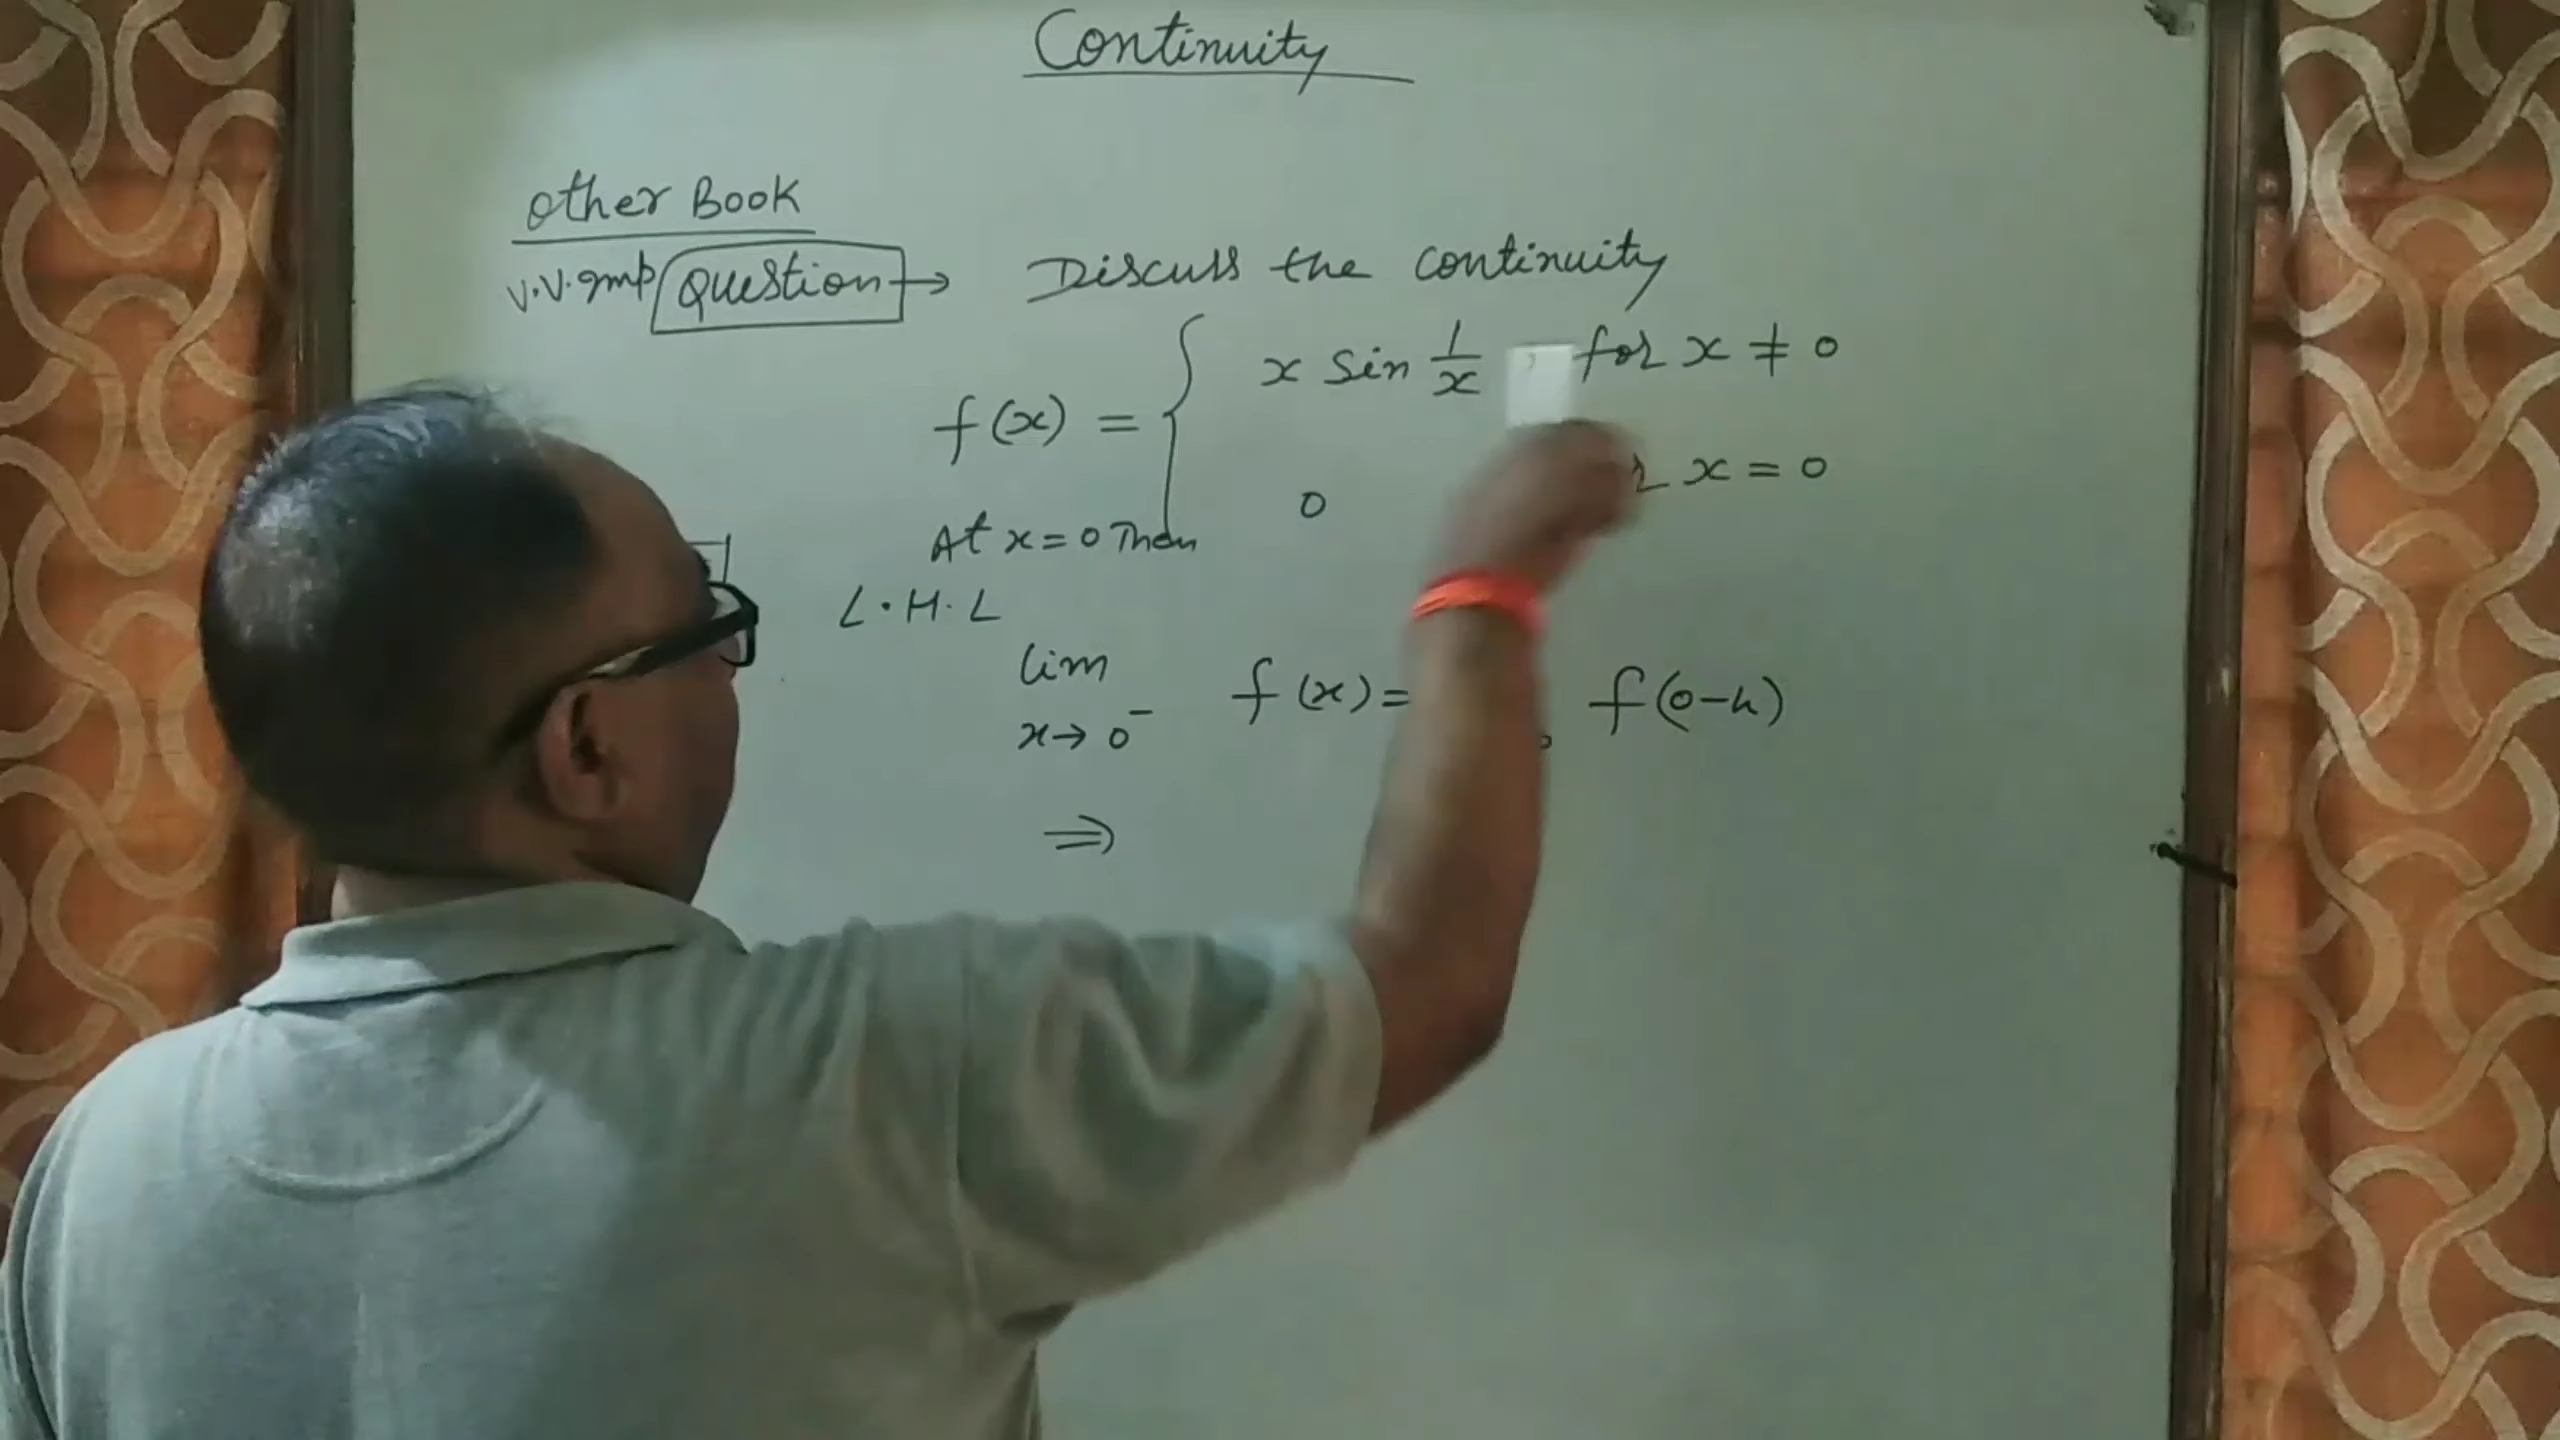 Continuity
other Book
V.V. Imp Question → Discuss the continuity
f(x) = { x Sin 1/x , for x ≠ 0
0 x = 0
At x = 0 Then
L.H.L
lim x→0⁻ f(x) = f(0-h)
⇒